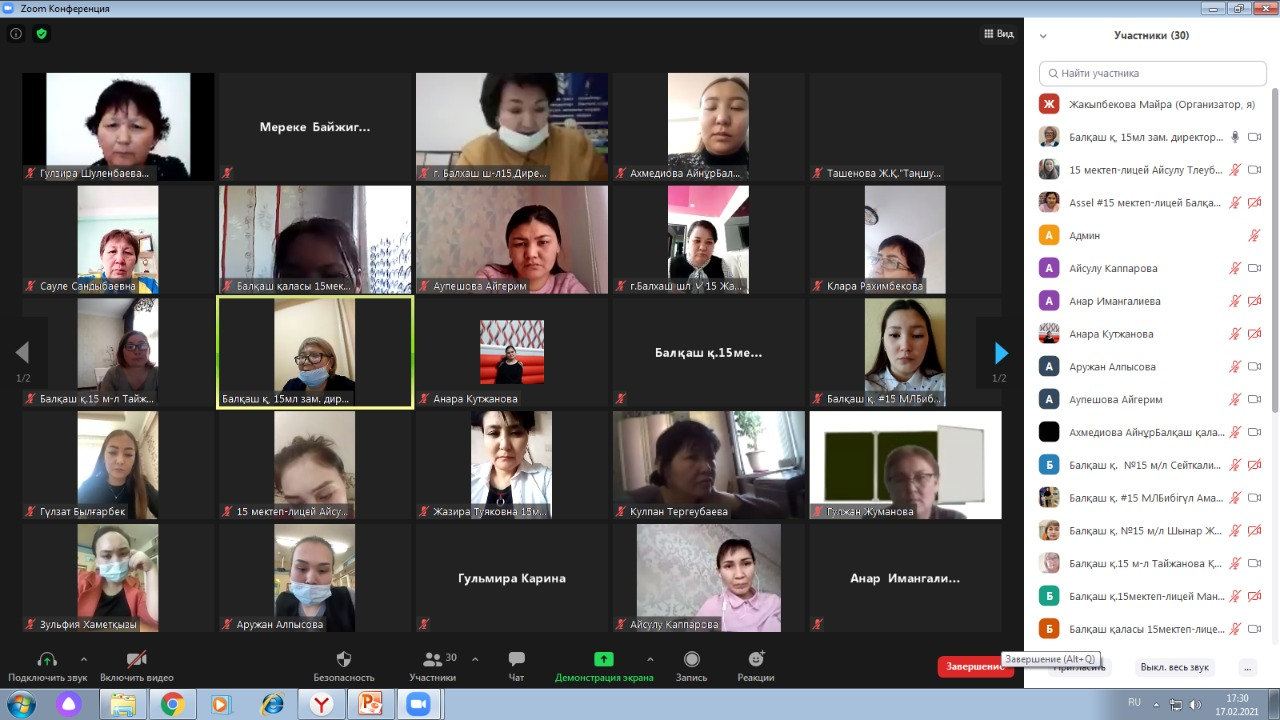 Zoom Конференция
Вид
Гулзира Шуленбаева...
Мереке Байжиг...
г. Балхаш ш-л15 Дире...
Ахмедиова АйнұрБал...
Ташенова Ж.Қ."Таңшу...
Сауле Сандыбаевна
Балқаш қаласы 15мек...
Аупешова Айгерим
г.Балхаш шл М 15 Жа...
Клара Рахимбекова
1/2
Балқаш қ.15 м-л Тайж...
Балқаш қ, 15мл зам. дир...
Анара Кутжанова
Балқаш қ.15ме...
Балқаш қ. #15 МЛБиб...
1/2
Гүлзат Былғарбек
15 мектеп-лицей Айсу...
Жазира Туяковна 15м...
Кулпан Тергеубаева
Гулжан Жуманова
Зульфия Хаметқызы
Аружан Алпысова
Гульмира Карина
Айсулу Каппарова
Анар Имангали...
Подключить звук
Включить видео
Безопасность
Участники
30
Чат
Демонстрация экрана
Запись
Реакции
Завершение
Завершение (Alt+Q)
Участники (30)
Найти участника
Ж Жакыпбекова Майра (Организатор, я)
Балқаш қ, 15мл зам. директор...
15 мектеп-лицей Айсулу Тлеуб...
Assel #15 мектеп-лицей Балқа...
А Админ
А Айсулу Каппарова
А Анар Имангалиева
Анара Кутжанова
А Аружан Алпысова
А Аупешова Айгерим
Ахмедиова АйнұрБалқаш қала...
Б Балқаш қ. №15 м/л Сейткали...
Балқаш қ. #15 МЛБибігүл Ама...
Балқаш қ. №15 м/л Шынар Ж...
Балқаш қ.15 м-л Тайжанова Қ...
Б Балқаш қ.15мектеп-лицей Ман...
Б Балқаш қаласы 15мектеп-лице...
Пригласить
Выкл. весь звук
...
RU
17:30
17.02.2021